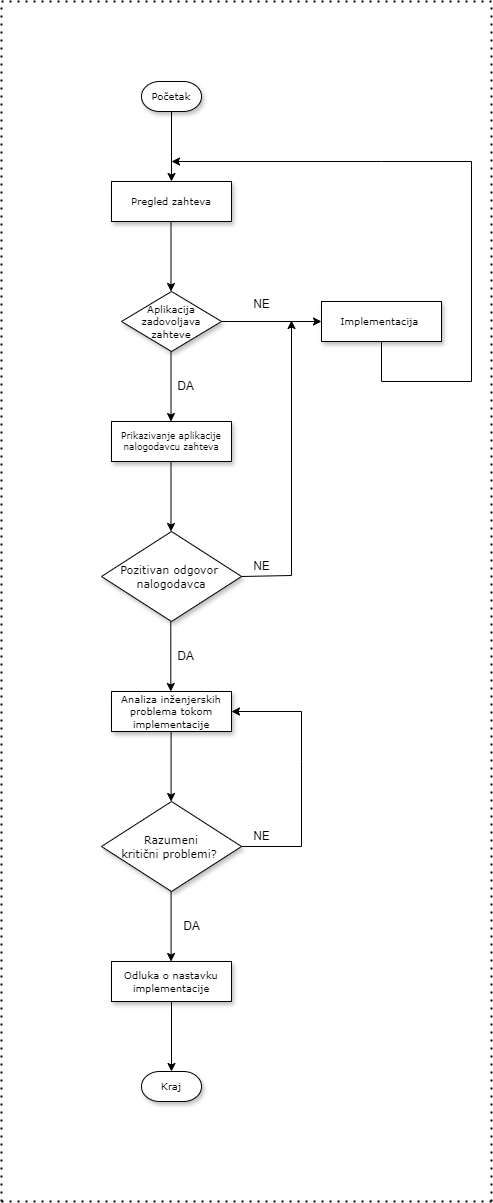 Početak
Pregled zahteva
Aplikacija
zadovoljava
zahteve
NE
Implementacija
DA
Prikazivanje aplikacije
nalogodavcu zahteva
Pozitivan odgovor
nalogodavca
NE
DA
Analiza inženjerskih
problema tokom
implementacije
Razumeni
kritični problemi?
NE
DA
Odluka o nastavku
implementacije
Kraj